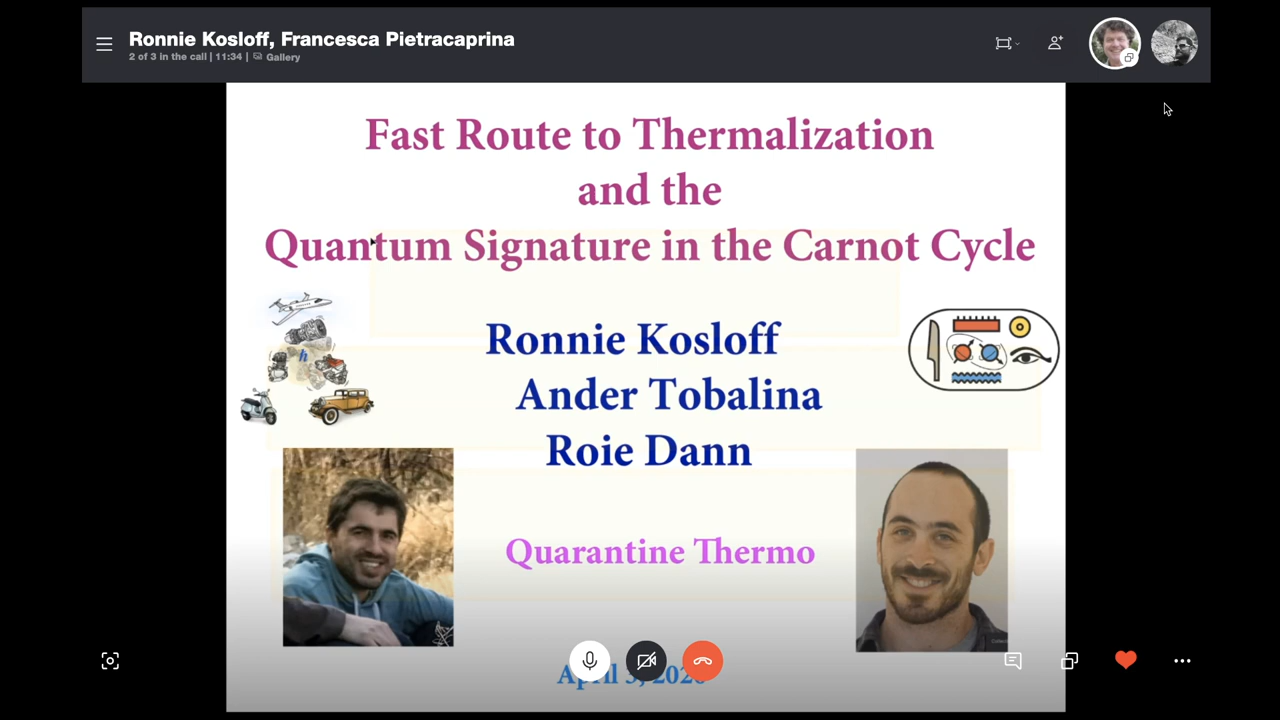 Ronnie Kosloff, Francesca Pietracaprina
2 of 3 in the call | 11:34 | Gallery
Fast Route to Thermalization
and the
Quantum Signature in the Carnot Cycle
h
Ronnie Kosloff
Ander Tobalina
Roie Dann
Quarantine Thermo